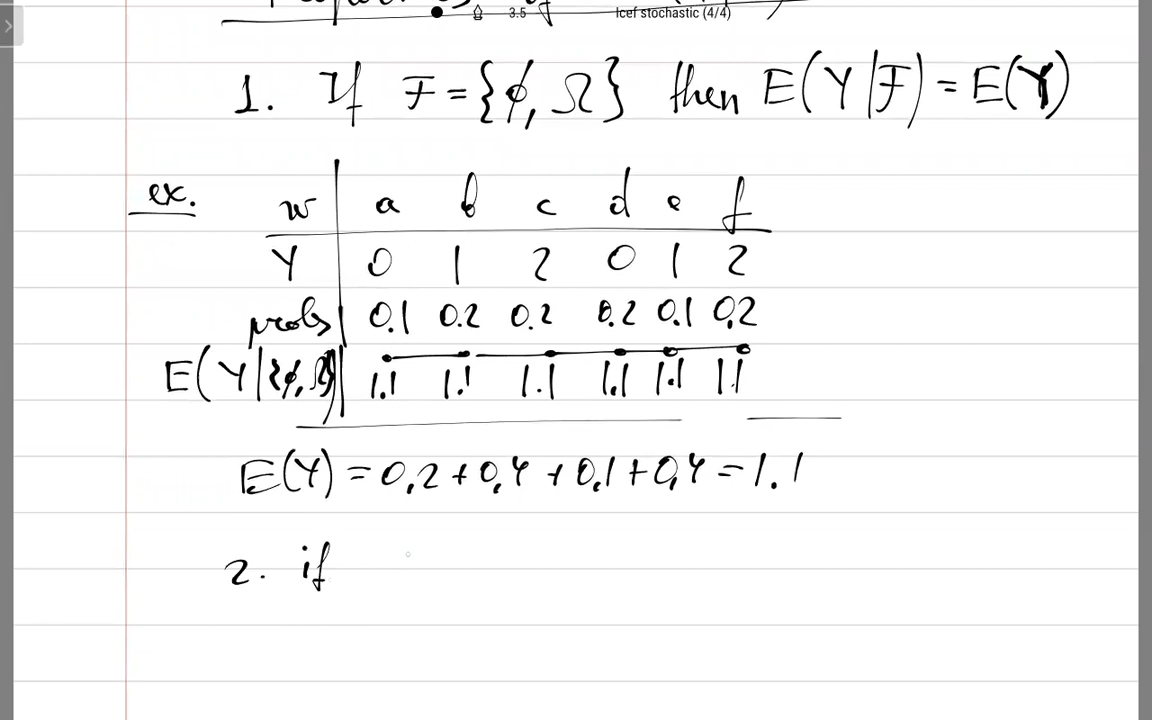 3.5 Icef stochastic (4/4)
1. If F = {ϕ, Ω} then E(Y|F) = E(Y)
ex. w a b c d e f
Y 0 1 2 0 1 2
probs 0.1 0.2 0.2 0.2 0.1 0.2
E(Y|{ϕ, Ω}) 1.1 1.1 1.1 1.1 1.1 1.1
E(Y) = 0.2 + 0.4 + 0.1 + 0.4 = 1.1
2. if